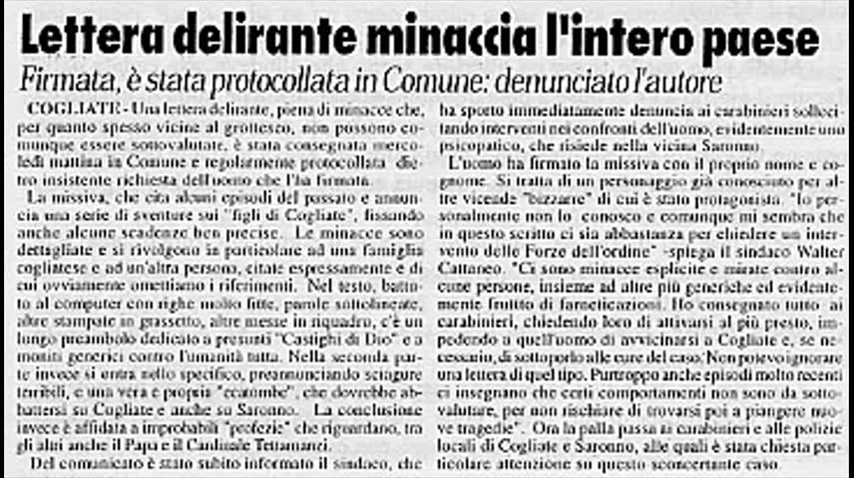 Lettera delirante minaccia l'intero paese
Firmata, è stata protocollata in Comune: denunciato l'autore
COGLIATE - Una lettera delirante, piena di minacce che,
per quanto spesso vicine al grottesco, non possono co-
munque essere sottovalutate, è stata consegnata merco-
ledì mattina in Comune e regolarmente protocollata die-
tro insistente richiesta dell'uomo che l'ha firmata.
La missiva, che cita alcuni episodi del passato e annun-
cia una serie di sventure sui "figli di Cogliate", fissando
anche alcune scadenze ben precise. Le minacce sono
dettagliate e si rivolgono in particolare ad una famiglia
cogliatese e ad un'altra persona, citate espressamente e di
cui ovviamente omettiamo i riferimenti. Nel testo, battu-
to al computer con righe molto fitte, parole sottolineate,
altre stampate in grassetto, altre messe in riquadro, c'è un
lungo preambolo dedicato a presunti "Castighi di Dio" e a
moniti generici contro l'umanità tutta. Nella seconda par-
te invece si entra nello specifico, preannunciando sciagure
terribili, e una vera e propria "ecatombe", che dovrebbe ab-
battersi su Cogliate e anche su Saronno. La conclusione
invece è affidata a improbabili "profezie" che riguardano, tra
gli altri anche il Papa e il Cardinale Tettamanzi.
Del comunicato è stato subito informato il sindaco, che
ha sporto immediatamente denuncia ai carabinieri solleci-
tando interventi nei confronti dell'uomo, evidentemente uno
psicopatico, che risiede nella vicina Saronno.
L'uomo ha firmato la missiva con il proprio nome e co-
gnome. Si tratta di un personaggio già conosciuto per al-
tre vicende "bizzarre" di cui è stato protagonista. "Io per-
sonalmente non lo conosco e comunque mi sembra che
in questo scritto ci sia abbastanza per chiedere un inter-
vento delle Forze dell'ordine" -spiega il sindaco Walter
Cattaneo. "Ci sono minacce esplicite e mirate contro al-
cune persone, insieme ad altre più generiche ed evidente-
mente frutto di farneticazioni. Ho consegnato tutto ai
carabinieri, chiedendo loro di attivarsi al più presto, im-
pedendo a quell'uomo di avvicinarsi a Cogliate e, se ne-
cessario, di sottoporlo alle cure del caso. Non potevo ignorare
una lettera di quel tipo. Purtroppo anche episodi molto recenti
ci insegnano che certi comportamenti non sono da sotto-
valutare, per non rischiare di trovarsi poi a piangere nuo-
ve tragedie". Ora la palla passa ai carabinieri e alle polizie
locali di Cogliate e Saronno, alle quali è stata chiesta par-
ticolare attenzione su questo sconcertante caso.